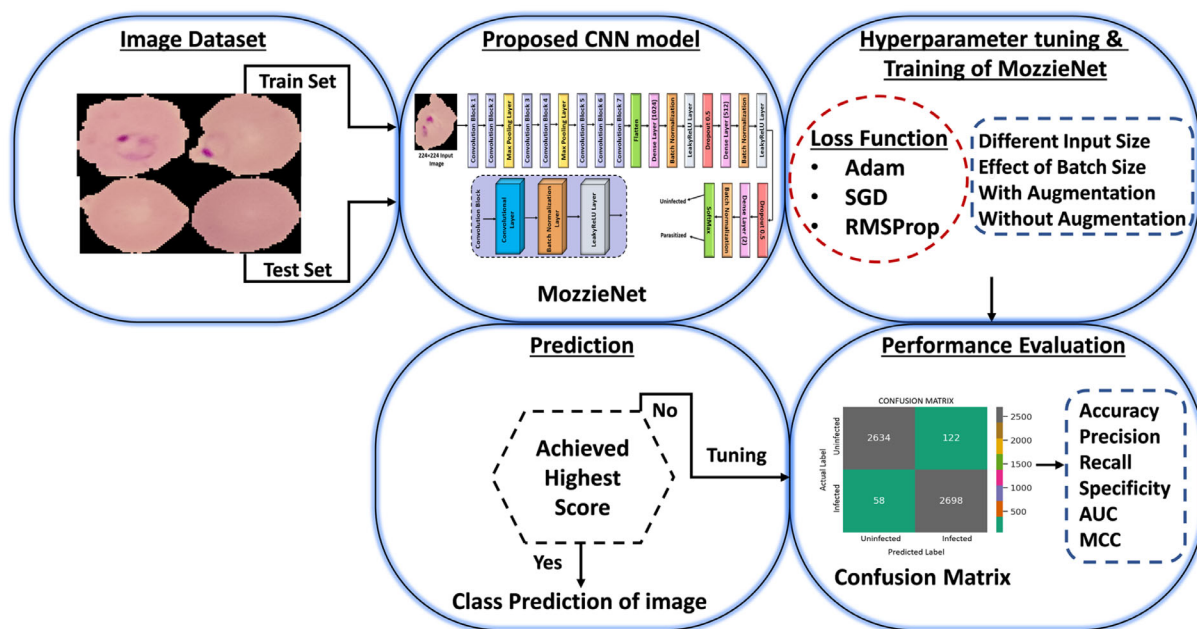 Image Dataset
Train Set
Test Set
Proposed CNN model
224×224 Input
Image
Convolution Block 1
Convolution Block 2
Max Pooling Layer
Convolution Block 3
Convolution Block 4
Max Pooling Layer
Convolution Block 5
Convolution Block 6
Convolution Block 7
Flatten
Dense Layer (1024)
Batch Normalization
LeakyReLU Layer
Dropout 0.5
Dense Layer (512)
Batch Normalization
LeakyReLU Layer
Convolution Block
Convolutional
Layer
Batch Normalization
Layer
LeakyReLU Layer
Uninfected
Parasitized
SoftMax
Batch Normalization
Dense Layer (2)
Dropout 0.5
MozzieNet
Hyperparameter tuning &
Training of MozzieNet
Loss Function
• Adam
• SGD
• RMSProp
Different Input Size
Effect of Batch Size
With Augmentation
Without Augmentation
Prediction
Achieved
Highest
Score
No
Tuning
Yes
Class Prediction of image
Performance Evaluation
CONFUSION MATRIX
Actual Label
Uninfected
Infected
2634
122
58
2698
Uninfected
Infected
Predicted Label
2500
2000
1500
1000
500
Confusion Matrix
Accuracy
Precision
Recall
Specificity
AUC
MCC